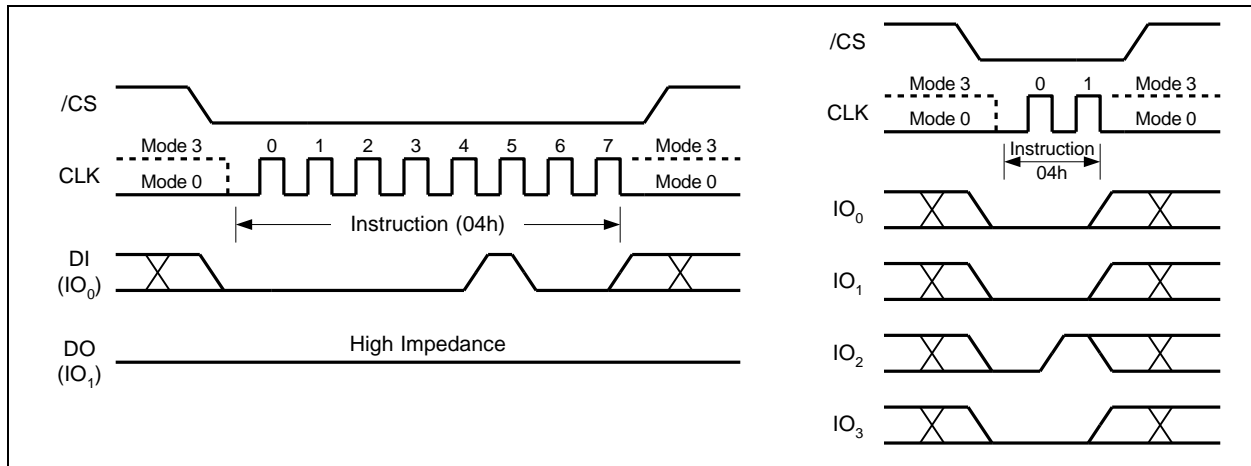 /CS
Mode 3 0 1 2 3 4 5 6 7 Mode 3
CLK
Mode 0 Mode 0
Instruction (04h)
DI
(IO0)
DO
(IO1)
High Impedance
/CS
Mode 3 0 1 Mode 3
CLK
Mode 0 Mode 0
Instruction
04h
IO0
IO1
IO2
IO3